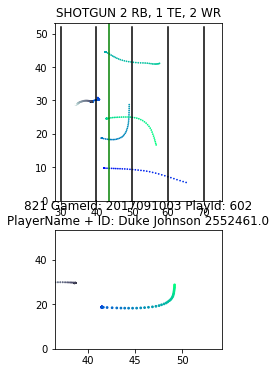 SHOTGUN 2 RB, 1 TE, 2 WR
50
40
30
20
10
0
30 40 50 60 70
821 GameId: 2017091003 PlayId: 602
PlayerName + ID: Duke Johnson 2552461.0
40
20
0
40 45 50